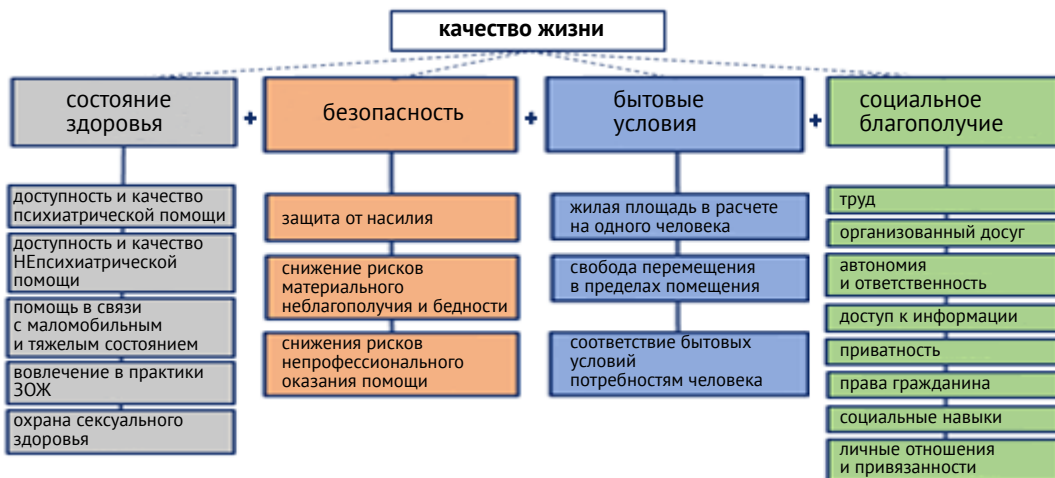 качество жизни
состояние
здоровья
+
безопасность
+
бытовые
условия
+
социальное
благополучие
доступность и качество
психиатрической помощи
доступность и качество
НЕпсихиатрической
помощи
помощь в связи
с маломобильным
и тяжелым состоянием
вовлечение в практики
ЗОЖ
охрана сексуального
здоровья
защита от насилия
снижение рисков
материального
неблагополучия и бедности
снижения рисков
непрофессионального
оказания помощи
жилая площадь в расчете
на одного человека
свобода перемещения
в пределах помещения
соответствие бытовых
условий
потребностям человека
труд
организованный досуг
автономия
и ответственность
доступ к информации
приватность
права гражданина
социальные навыки
личные отношения
и привязанности